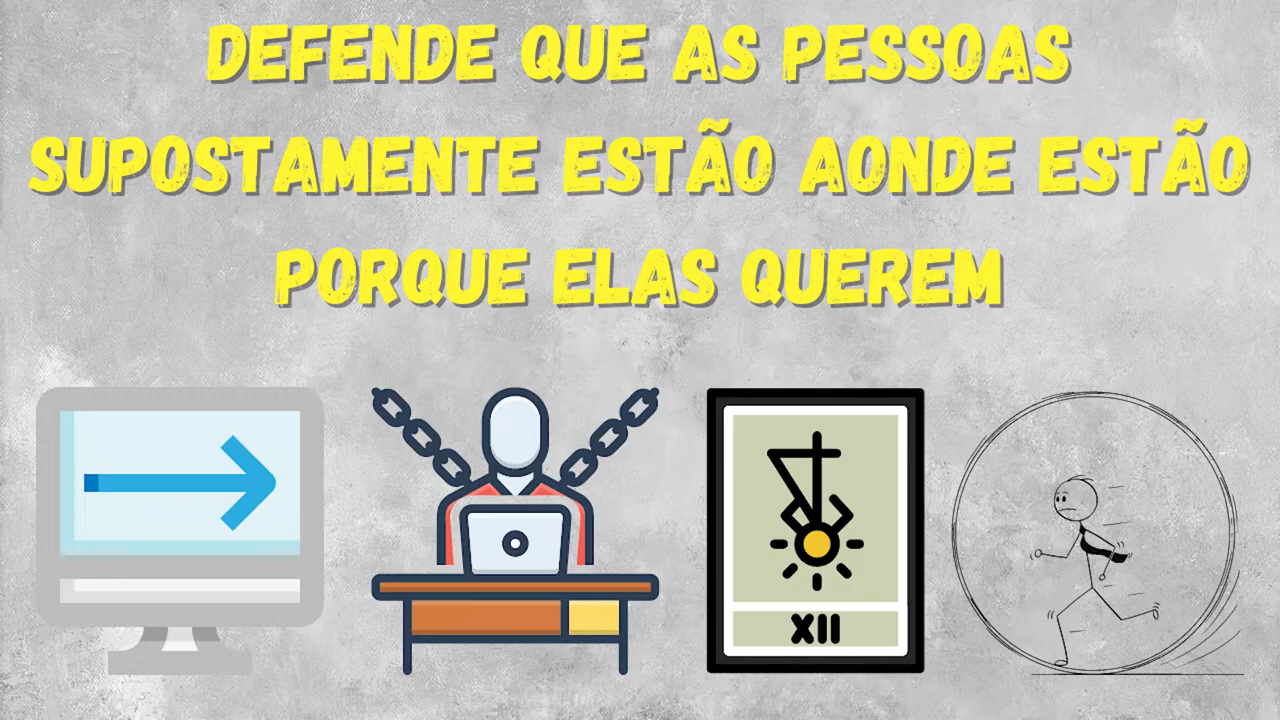 DEFENDE QUE AS PESSOAS
SUPOSTAMENTE ESTÃO AONDE ESTÃO
PORQUE ELAS QUEREM
XII